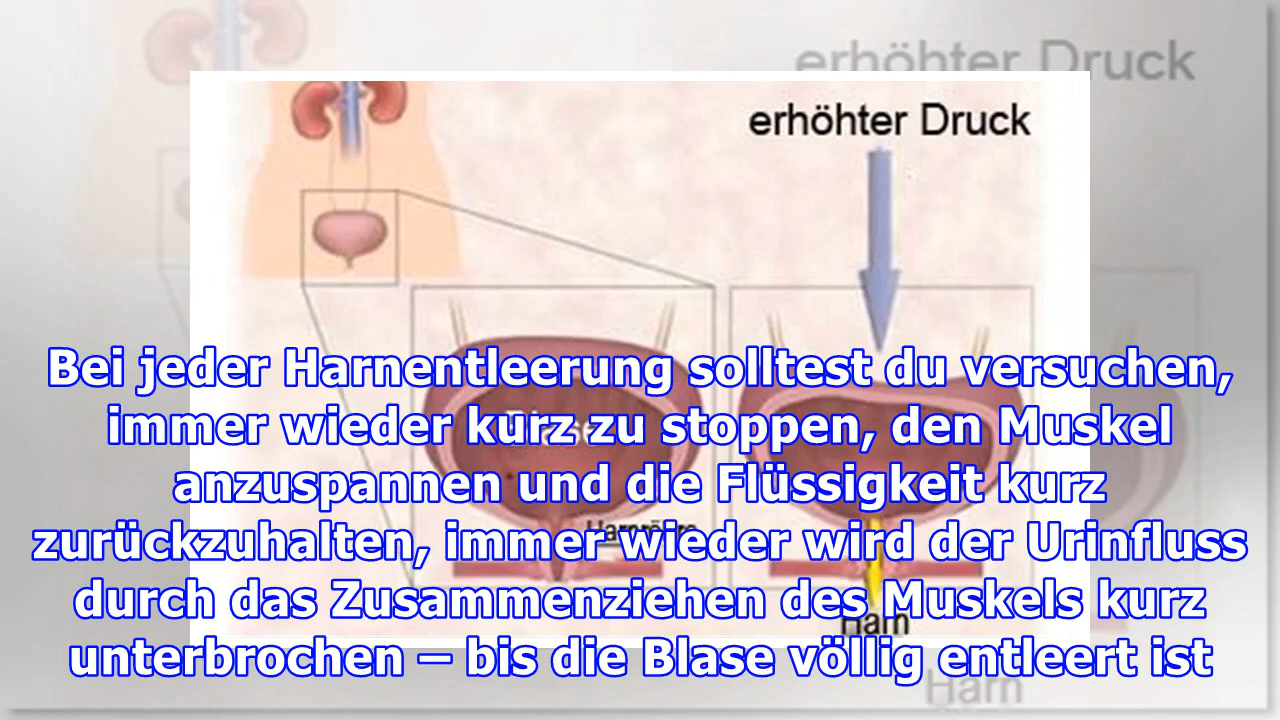 erhöhter Druck
erhöhter Druck
Bei jeder Harnentleerung solltest du versuchen,
immer wieder kurz zu stoppen, den Muskel
anzuspannen und die Flüssigkeit kurz
zurückzuhalten, immer wieder wird der Urinfluss
durch das Zusammenziehen des Muskels kurz
unterbrochen – bis die Blase völlig entleert ist
Blase
Harnröhre
Harn
Harn